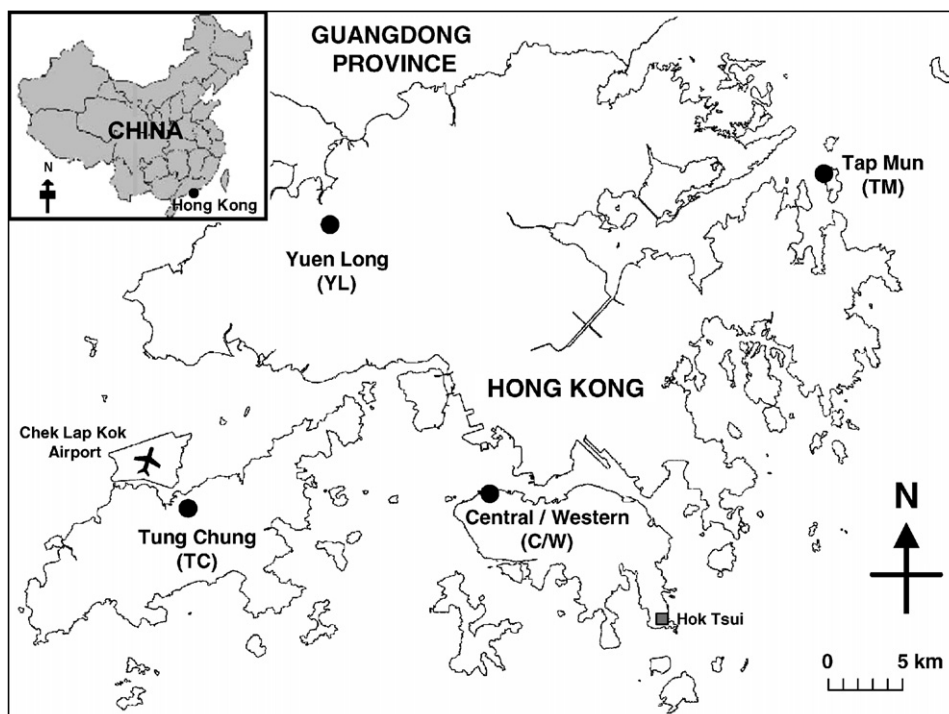 GUANGDONG
PROVINCE
CHINA
N
Hong Kong
Tap Mun
(TM)
Yuen Long
(YL)
HONG KONG
Chek Lap Kok
Airport
Tung Chung
(TC)
Central / Western
(C/W)
N
Hok Tsui
0 5 km